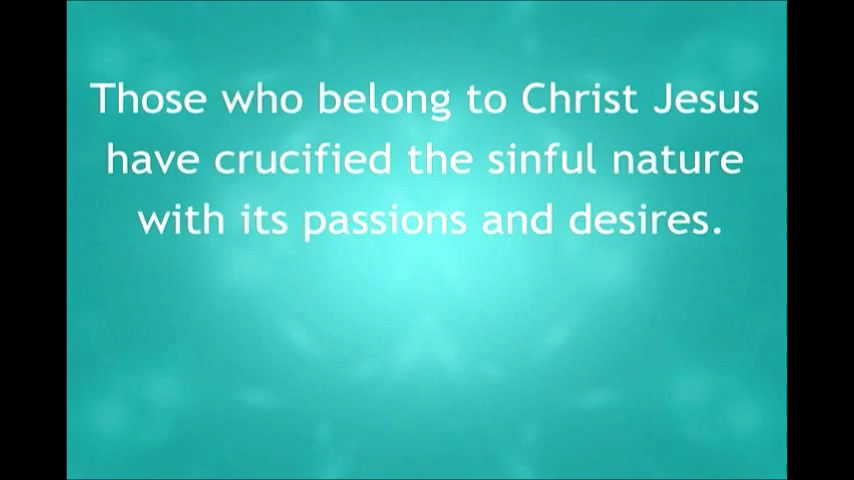 Those who belong to Christ Jesus
have crucified the sinful nature
with its passions and desires.